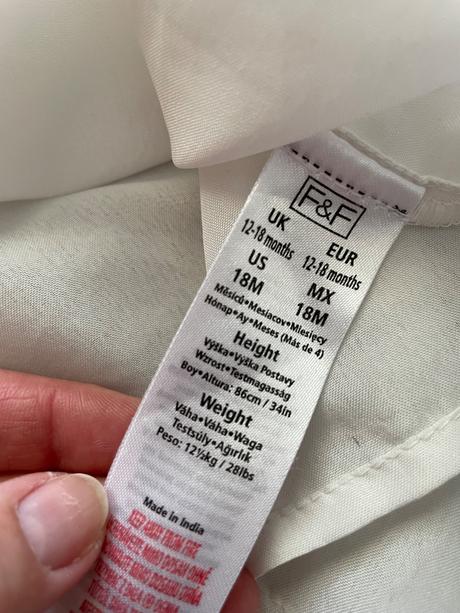 F&F
UK EUR
12-18 months 12-18 months
US MX
18M 18M
Měsíců•Mesiacov•Miesięcy
Hónap•Ay•Meses (Más de 4)
Height
Výška•Výška Postavy
Wzrost•Testmagasság
Boy•Altura: 86cm / 34in
Weight
Váha•Váha•Waga
Testsúly•Ağırlık
Peso: 12½kg / 28lbs
Made in India